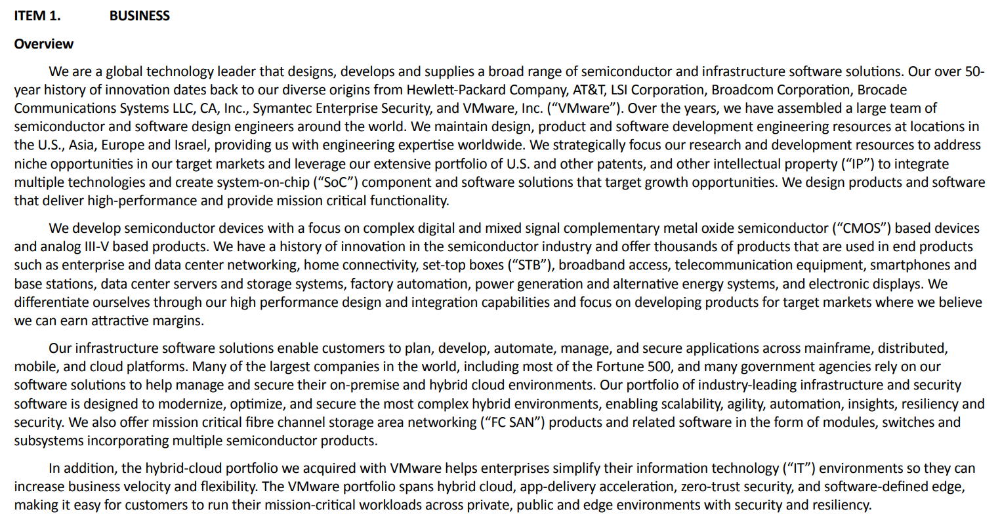 ITEM 1. BUSINESS
Overview
We are a global technology leader that designs, develops and supplies a broad range of semiconductor and infrastructure software solutions. Our over 50-
year history of innovation dates back to our diverse origins from Hewlett-Packard Company, AT&T, LSI Corporation, Broadcom Corporation, Brocade
Communications Systems LLC, CA, Inc., Symantec Enterprise Security, and VMware, Inc. (“VMware”). Over the years, we have assembled a large team of
semiconductor and software design engineers around the world. We maintain design, product and software development engineering resources at locations in
the U.S., Asia, Europe and Israel, providing us with engineering expertise worldwide. We strategically focus our research and development resources to address
niche opportunities in our target markets and leverage our extensive portfolio of U.S. and other patents, and other intellectual property (“IP”) to integrate
multiple technologies and create system-on-chip (“SoC”) component and software solutions that target growth opportunities. We design products and software
that deliver high-performance and provide mission critical functionality.
We develop semiconductor devices with a focus on complex digital and mixed signal complementary metal oxide semiconductor (“CMOS”) based devices
and analog III-V based products. We have a history of innovation in the semiconductor industry and offer thousands of products that are used in end products
such as enterprise and data center networking, home connectivity, set-top boxes (“STB”), broadband access, telecommunication equipment, smartphones and
base stations, data center servers and storage systems, factory automation, power generation and alternative energy systems, and electronic displays. We
differentiate ourselves through our high performance design and integration capabilities and focus on developing products for target markets where we believe
we can earn attractive margins.
Our infrastructure software solutions enable customers to plan, develop, automate, manage, and secure applications across mainframe, distributed,
mobile, and cloud platforms. Many of the largest companies in the world, including most of the Fortune 500, and many government agencies rely on our
software solutions to help manage and secure their on-premise and hybrid cloud environments. Our portfolio of industry-leading infrastructure and security
software is designed to modernize, optimize, and secure the most complex hybrid environments, enabling scalability, agility, automation, insights, resiliency and
security. We also offer mission critical fibre channel storage area networking (“FC SAN”) products and related software in the form of modules, switches and
subsystems incorporating multiple semiconductor products.
In addition, the hybrid-cloud portfolio we acquired with VMware helps enterprises simplify their information technology (“IT”) environments so they can
increase business velocity and flexibility. The VMware portfolio spans hybrid cloud, app-delivery acceleration, zero-trust security, and software-defined edge,
making it easy for customers to run their mission-critical workloads across private, public and edge environments with security and resiliency.